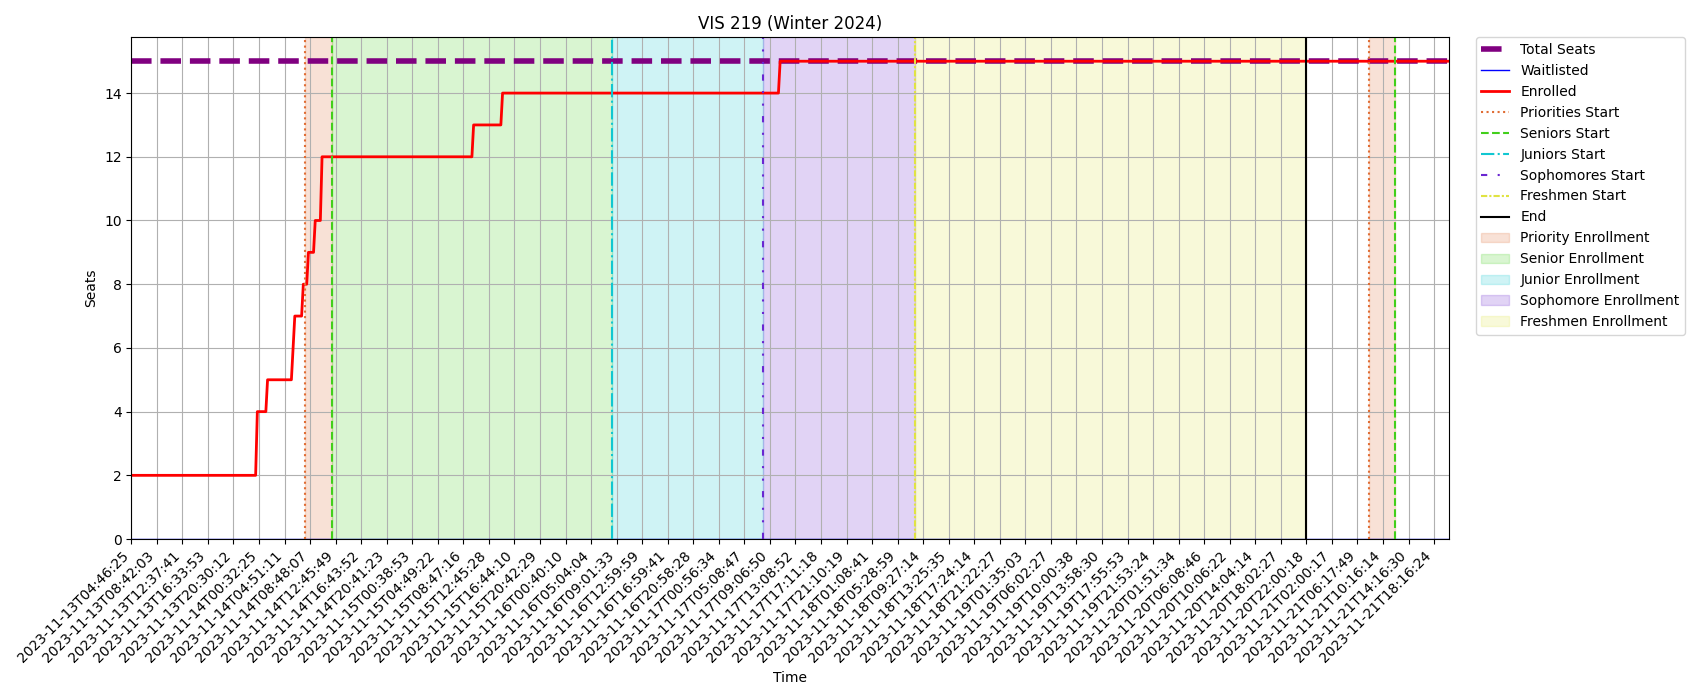 VIS 219 (Winter 2024)
Seats
14
12
10
8
6
4
2
0
2023-11-13T04:46:25
2023-11-13T08:42:03
2023-11-13T12:37:41
2023-11-13T16:33:53
2023-11-13T20:30:12
2023-11-14T00:32:25
2023-11-14T04:51:11
2023-11-14T08:48:07
2023-11-14T12:45:49
2023-11-14T16:43:52
2023-11-14T20:41:23
2023-11-15T00:38:53
2023-11-15T04:49:22
2023-11-15T08:47:16
2023-11-15T12:45:28
2023-11-15T16:44:10
2023-11-15T20:42:29
2023-11-16T00:40:10
2023-11-16T05:04:04
2023-11-16T09:01:33
2023-11-16T12:59:59
2023-11-16T16:59:41
2023-11-16T20:58:28
2023-11-17T00:56:34
2023-11-17T05:08:47
2023-11-17T09:06:50
2023-11-17T13:08:52
2023-11-17T17:11:18
2023-11-17T21:10:19
2023-11-18T01:08:41
2023-11-18T05:28:59
2023-11-18T09:27:14
2023-11-18T13:25:35
2023-11-18T17:24:14
2023-11-18T21:22:27
2023-11-19T01:35:03
2023-11-19T06:02:27
2023-11-19T10:00:38
2023-11-19T13:58:30
2023-11-19T17:55:53
2023-11-19T21:53:24
2023-11-20T01:51:34
2023-11-20T06:08:46
2023-11-20T10:06:22
2023-11-20T14:04:14
2023-11-20T18:02:27
2023-11-20T22:00:18
2023-11-21T02:00:17
2023-11-21T06:17:49
2023-11-21T10:16:14
2023-11-21T14:16:30
2023-11-21T18:16:24
Time
Total Seats
Waitlisted
Enrolled
Priorities Start
Seniors Start
Juniors Start
Sophomores Start
Freshmen Start
End
Priority Enrollment
Senior Enrollment
Junior Enrollment
Sophomore Enrollment
Freshmen Enrollment